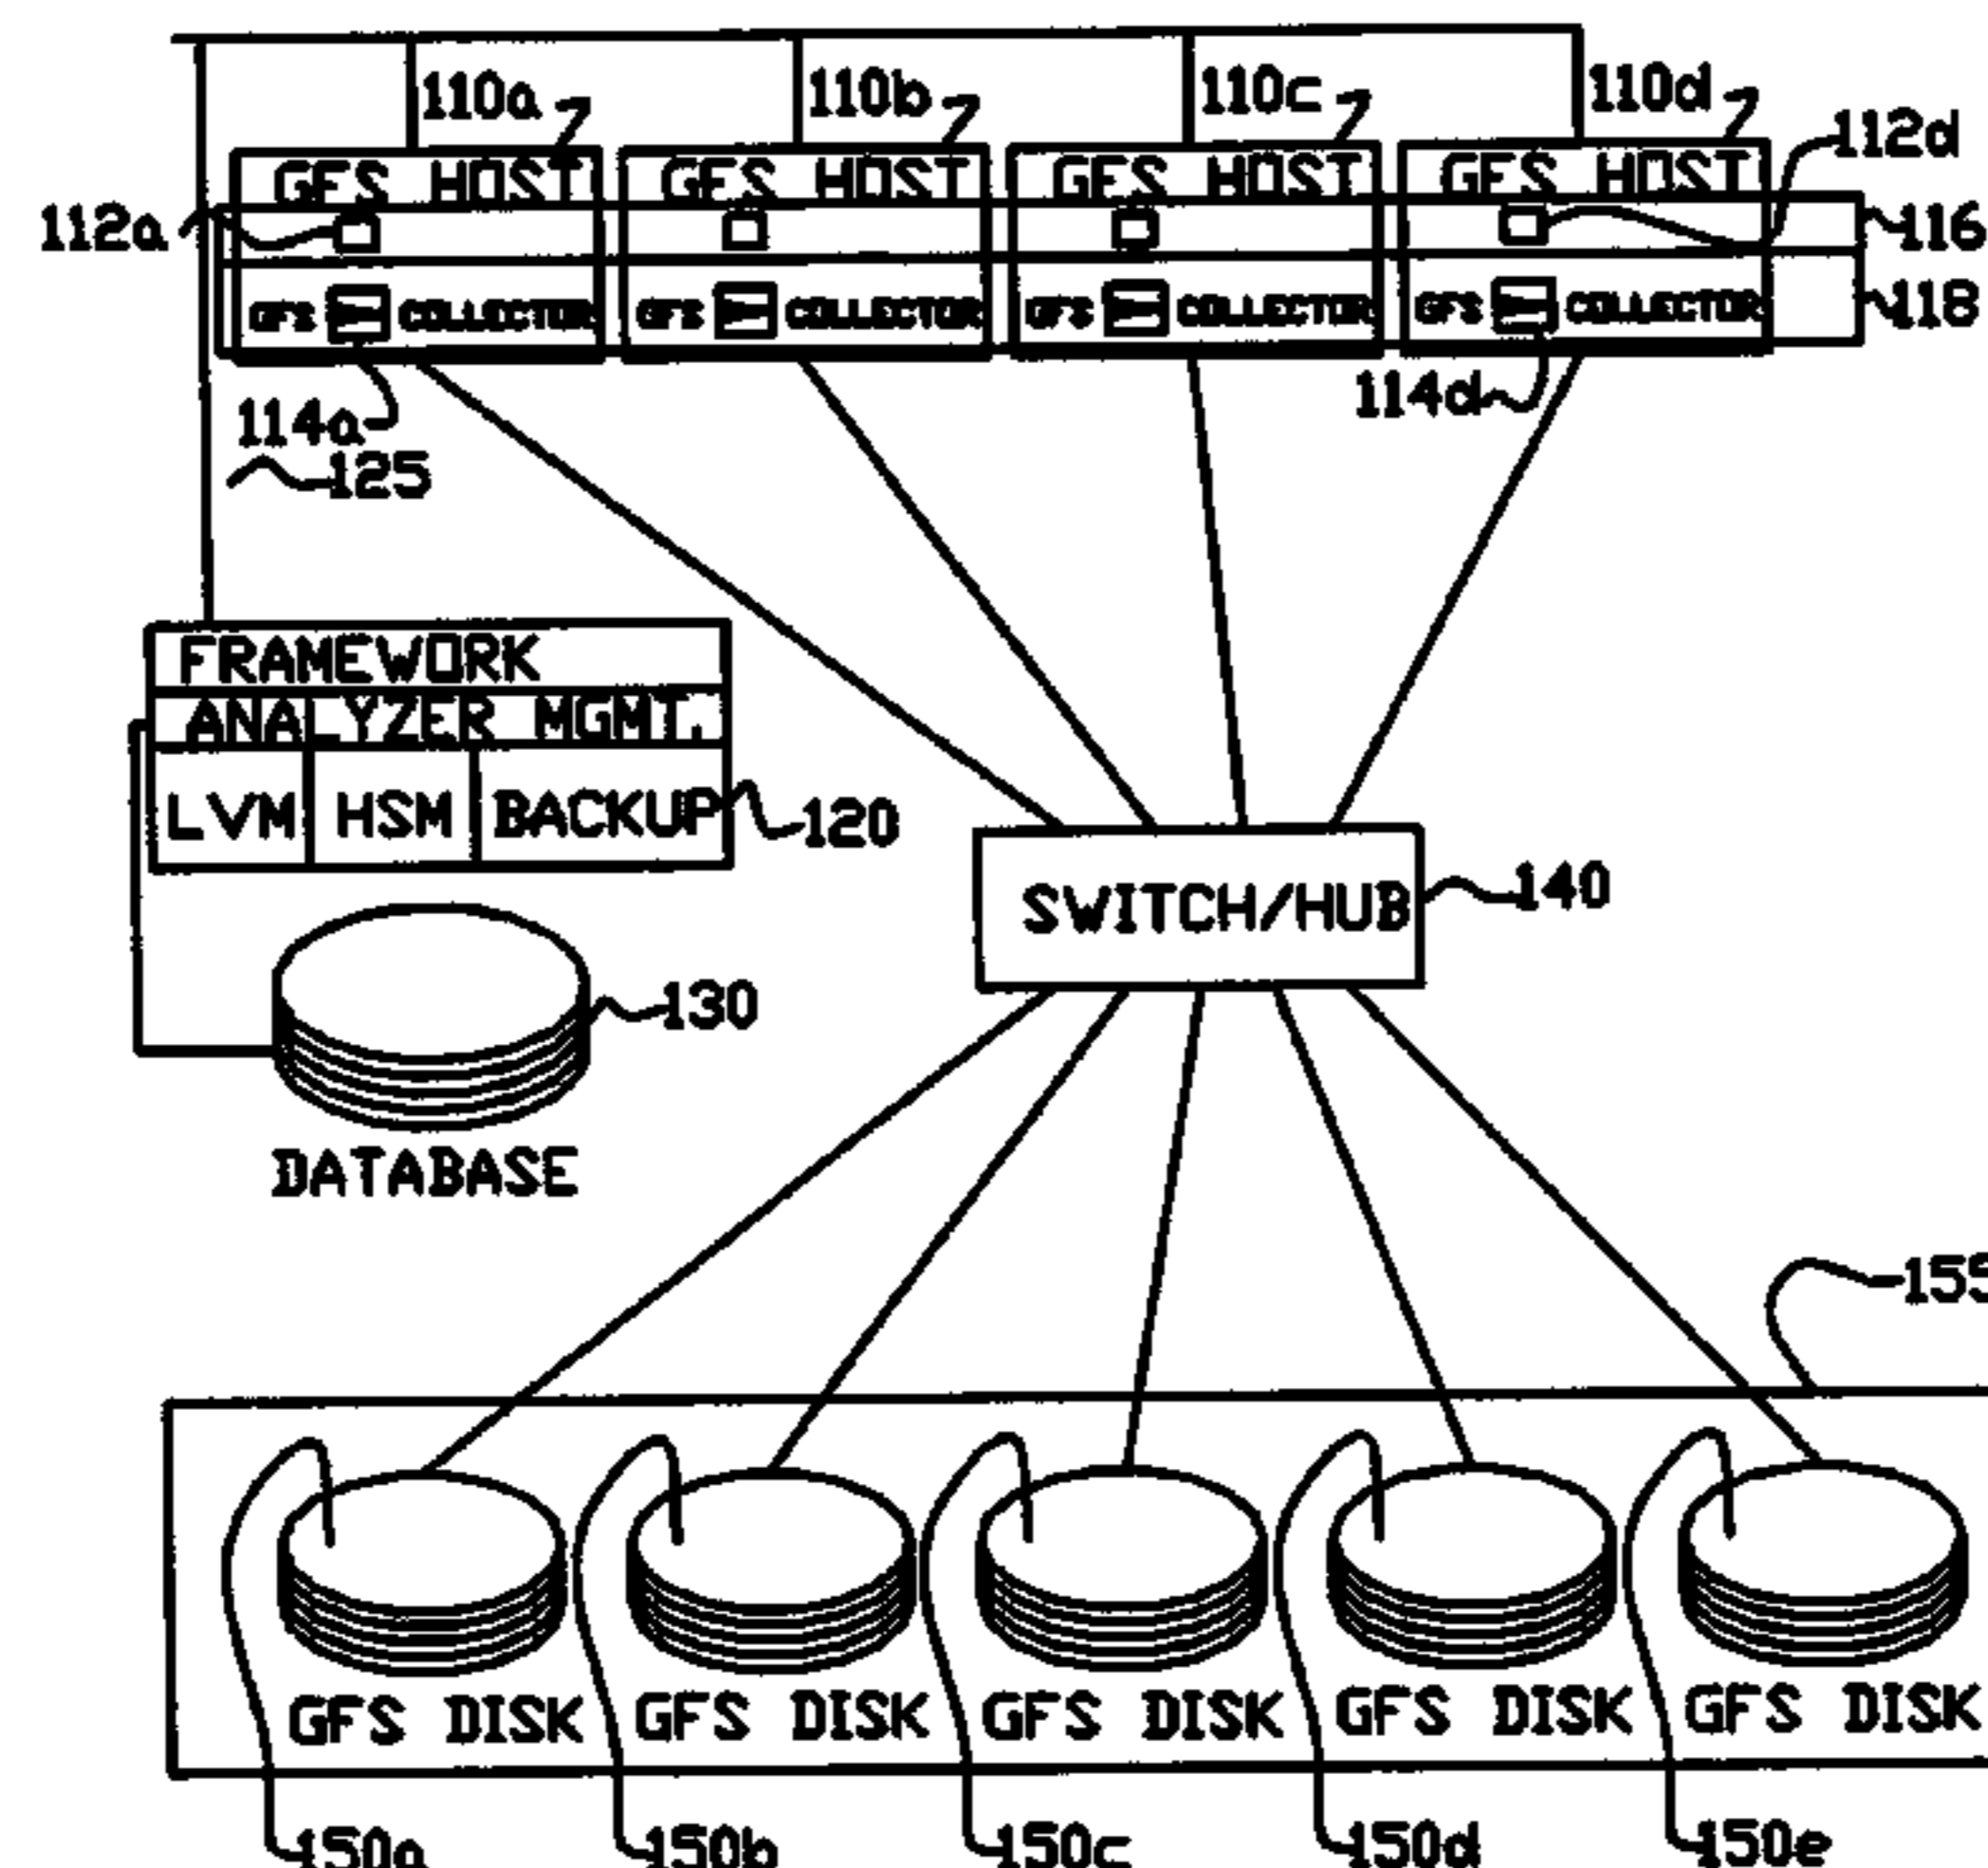 110a 110b 110c 110d
112d
GFS HOST GFS HOST GFS HOST GFS HOST
112a
116
GFS COLLECTOR GFS COLLECTOR GFS COLLECTOR GFS COLLECTOR
118
114a
114d
125
FRAMEWORK
ANALYZER MGMT.
LVM HSM BACKUP
120
SWITCH/HUB
140
130
DATABASE
155
GFS DISK GFS DISK GFS DISK GFS DISK GFS DISK
150a 150b 150c 150d 150e